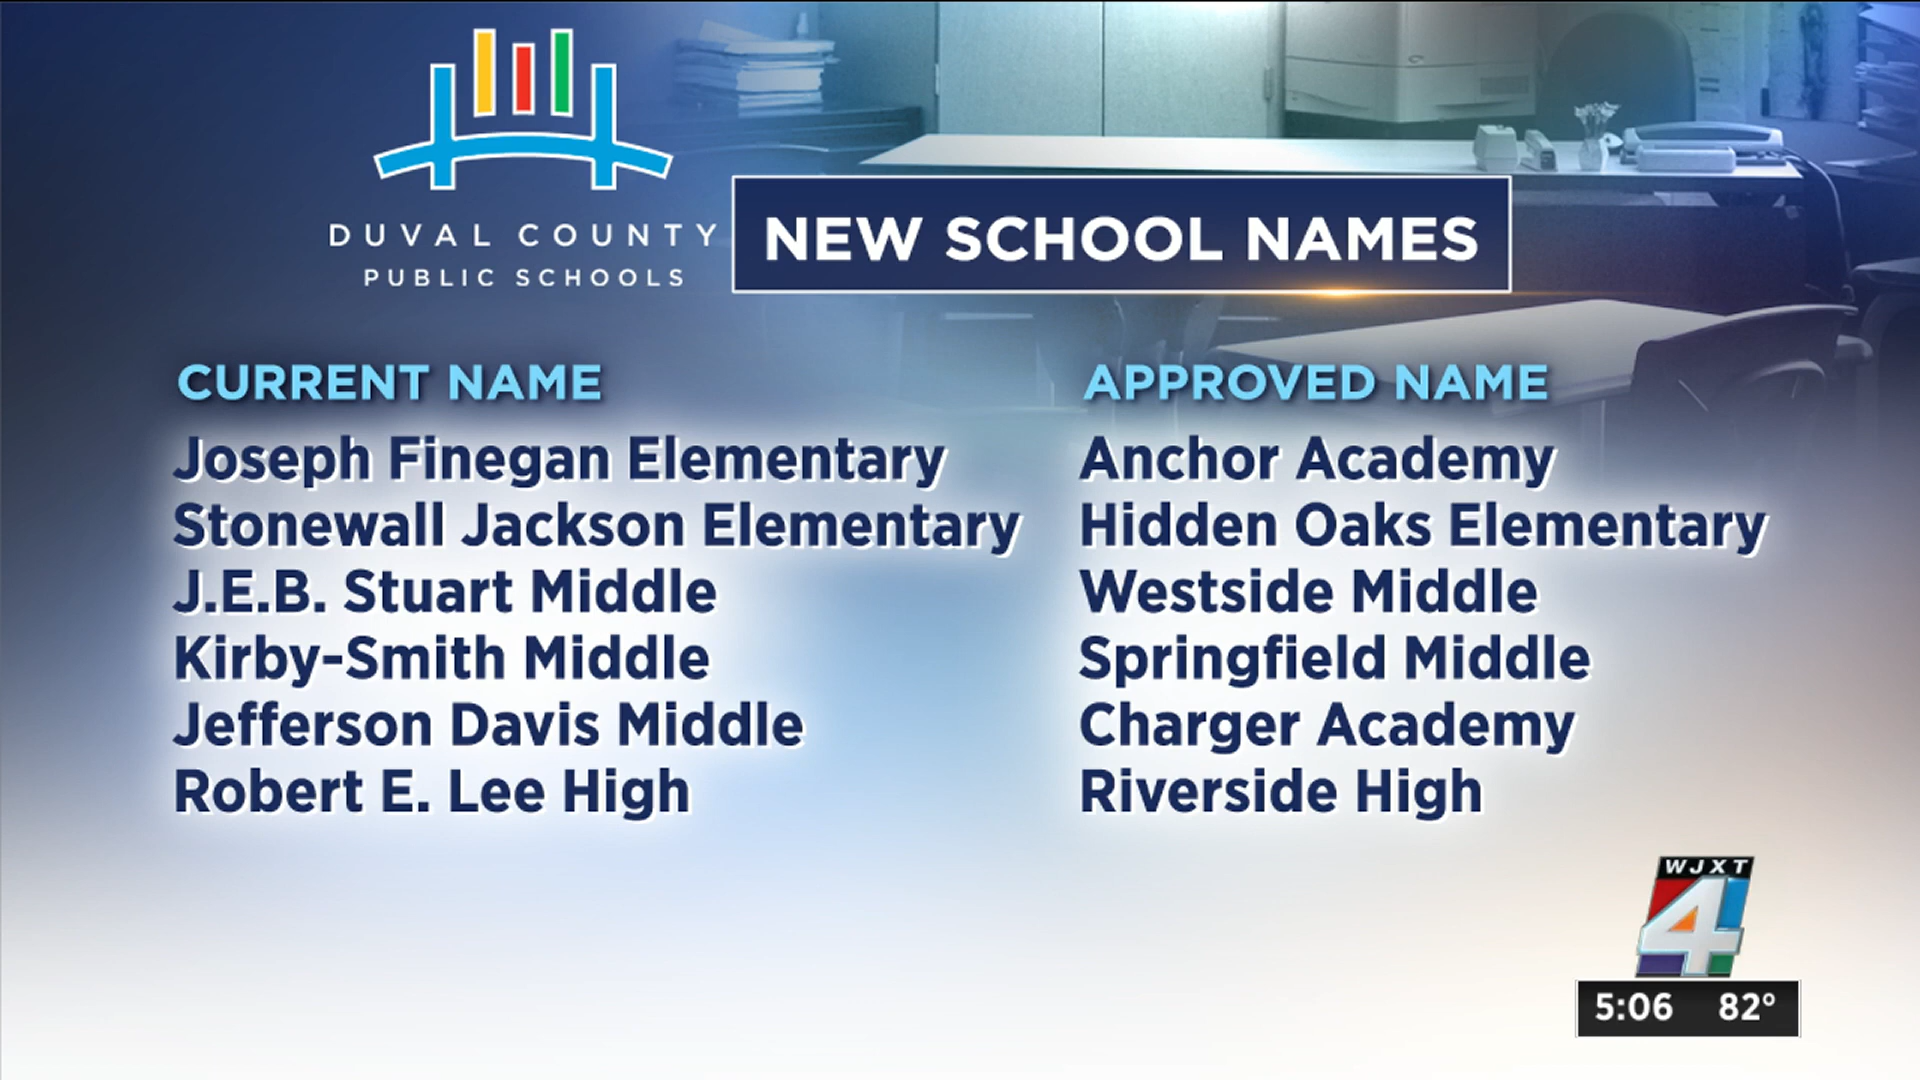 DUVAL COUNTY
PUBLIC SCHOOLS
NEW SCHOOL NAMES
CURRENT NAME
APPROVED NAME
Joseph Finegan Elementary
Anchor Academy
Stonewall Jackson Elementary
Hidden Oaks Elementary
J.E.B. Stuart Middle
Westside Middle
Kirby-Smith Middle
Springfield Middle
Jefferson Davis Middle
Charger Academy
Robert E. Lee High
Riverside High
WJXT
4
5:06 82°